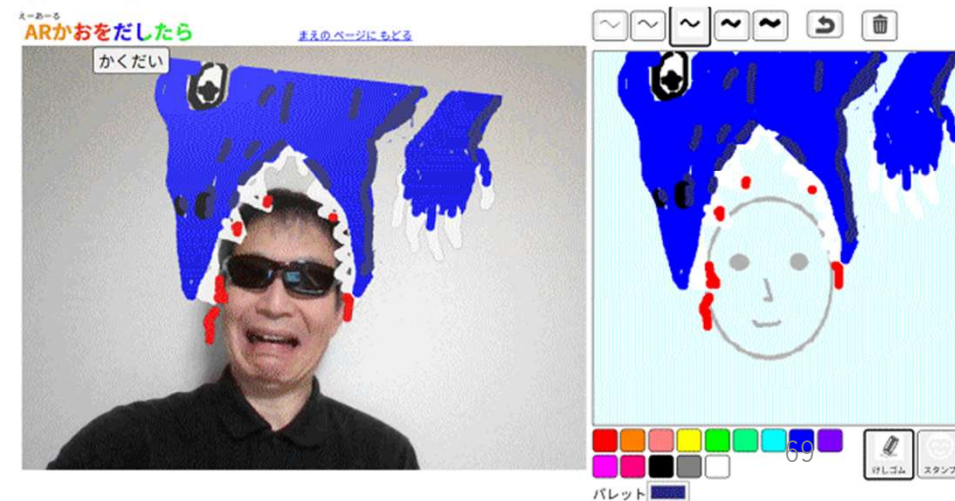 えーあーる
ARかおをだしたら
まえの ページに もどる
かくだい
69
けしゴム
スタンプ
パレット